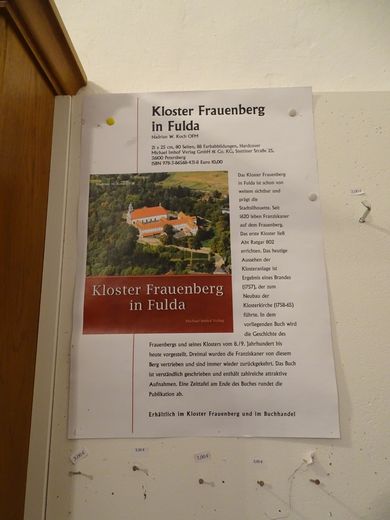 Kloster Frauenberg
in Fulda
Nadrian W. Koch OFM
21 x 25 cm, 80 Seiten, 88 Farbabbildungen, Hardcover
Michael Imhof Verlag GmbH & Co. KG, Stettiner Straße 25,
36100 Petersberg
ISBN 978-3-86568-431-8 Euro 10,00
Das Kloster Frauenberg
in Fulda ist schon von
weitem sichtbar und
prägt die
Stadtsilhouette. Seit
1620 leben Franziskaner
auf dem Frauenberg.
Das erste Kloster ließ
Abt Ratgar 802
errichten. Das heutige
Aussehen der
Klosteranlage ist
Ergebnis eines Brandes
(1757), der zum
Neubau der
Klosterkirche (1758-65)
führte. In dem
vorliegenden Buch wird
die Geschichte des
Frauenbergs und seines Klosters vom 8./9. Jahrhundert bis
heute vorgestellt. Dreimal wurden die Franziskaner von diesem
Berg vertrieben und sind immer wieder zurückgekehrt. Das Buch
ist verständlich geschrieben und enthält zahlreiche attraktive
Aufnahmen. Eine Zeittafel am Ende des Buches rundet die
Publikation ab.
Erhältlich im Kloster Frauenberg und im Buchhandel
Kloster Frauenberg
in Fulda
Michael Imhof Verlag